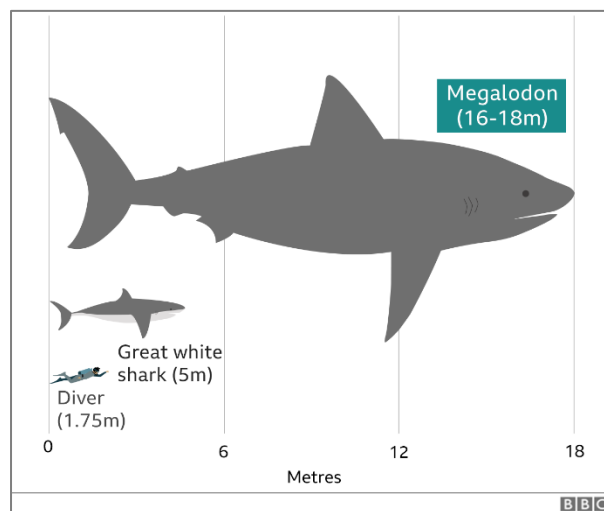 Megalodon
(16-18m)
Great white
shark (5m)
Diver
(1.75m)
0
6
12
18
Metres
BBC